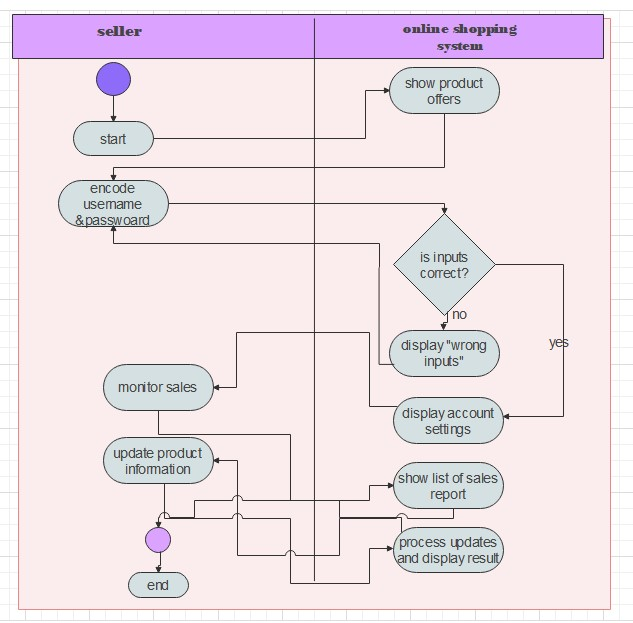 seller
online shopping
system
show product
offers
start
encode
username
&passwoard
is inputs
correct?
no
yes
display "wrong
inputs"
monitor sales
display account
settings
update product
information
show list of sales
report
process updates
and display result
end